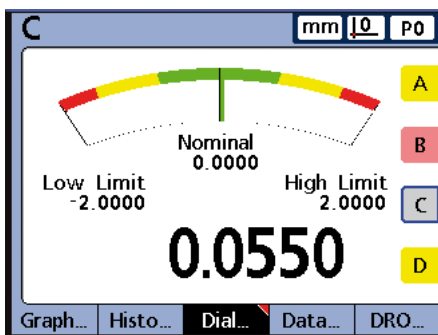 C mm 0 P0
A
Nominal
0.0000
B
Low Limit High Limit
-2.0000 2.0000
C
0.0550
D
Graph... Histo... Dial... Data... DRO...